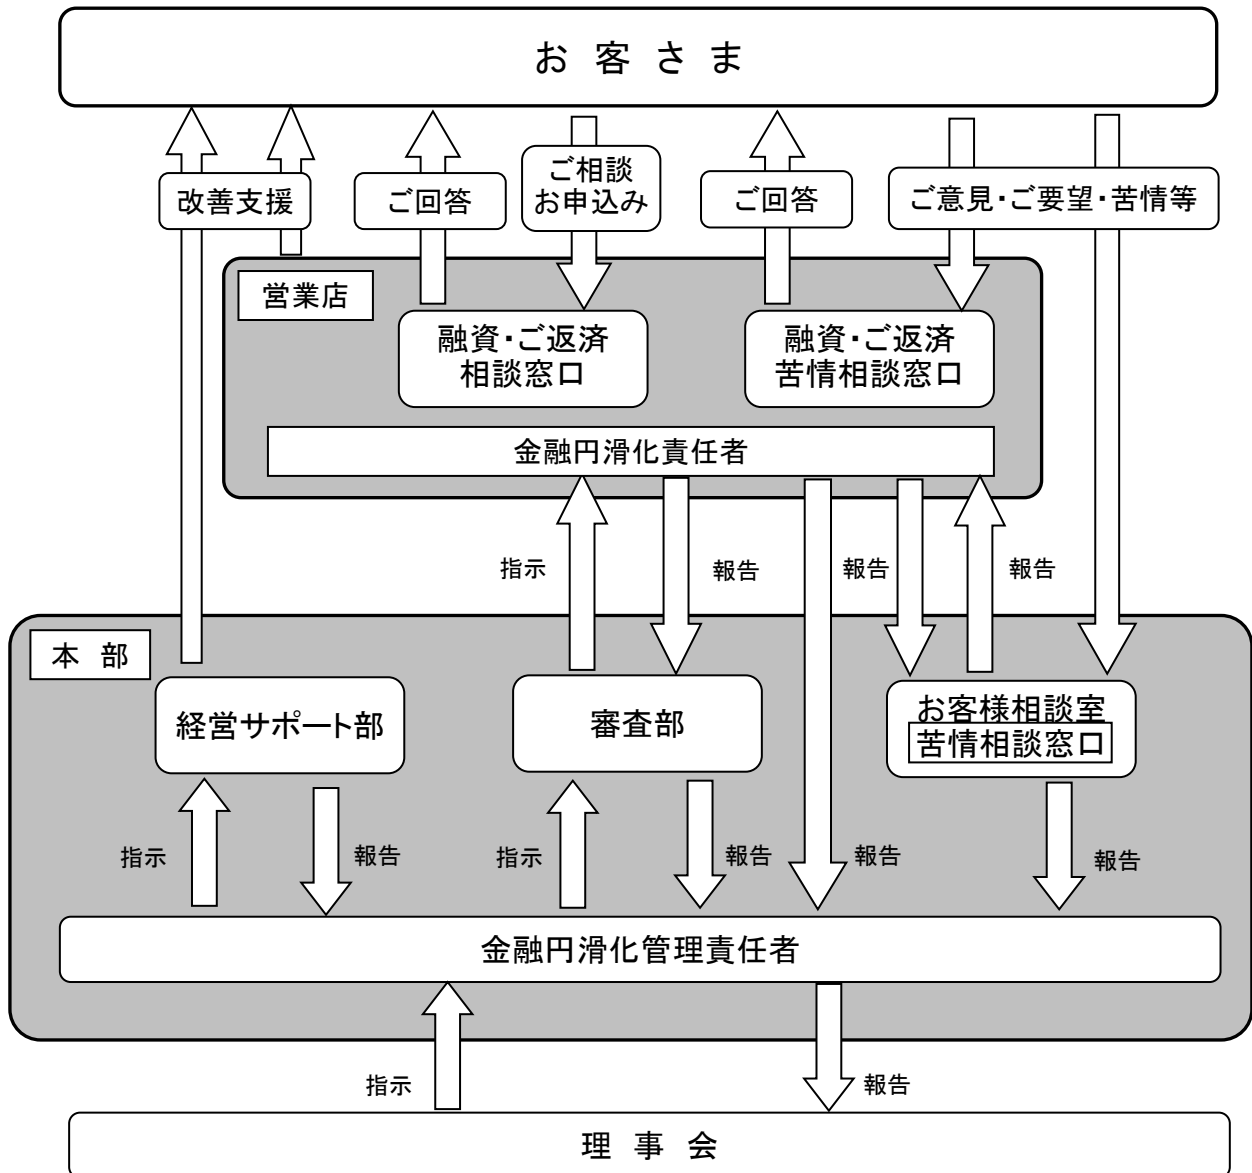 お 客 さ ま
改善支援
ご回答
ご相談
お申込み
ご回答
ご意見・ご要望・苦情等
営業店
融資・ご返済
相談窓口
融資・ご返済
苦情相談窓口
金融円滑化責任者
指示
報告
報告
報告
本 部
経営サポート部
審査部
お客様相談室
苦情相談窓口
指示
報告
指示
報告
報告
報告
金融円滑化管理責任者
指示
報告
理 事 会